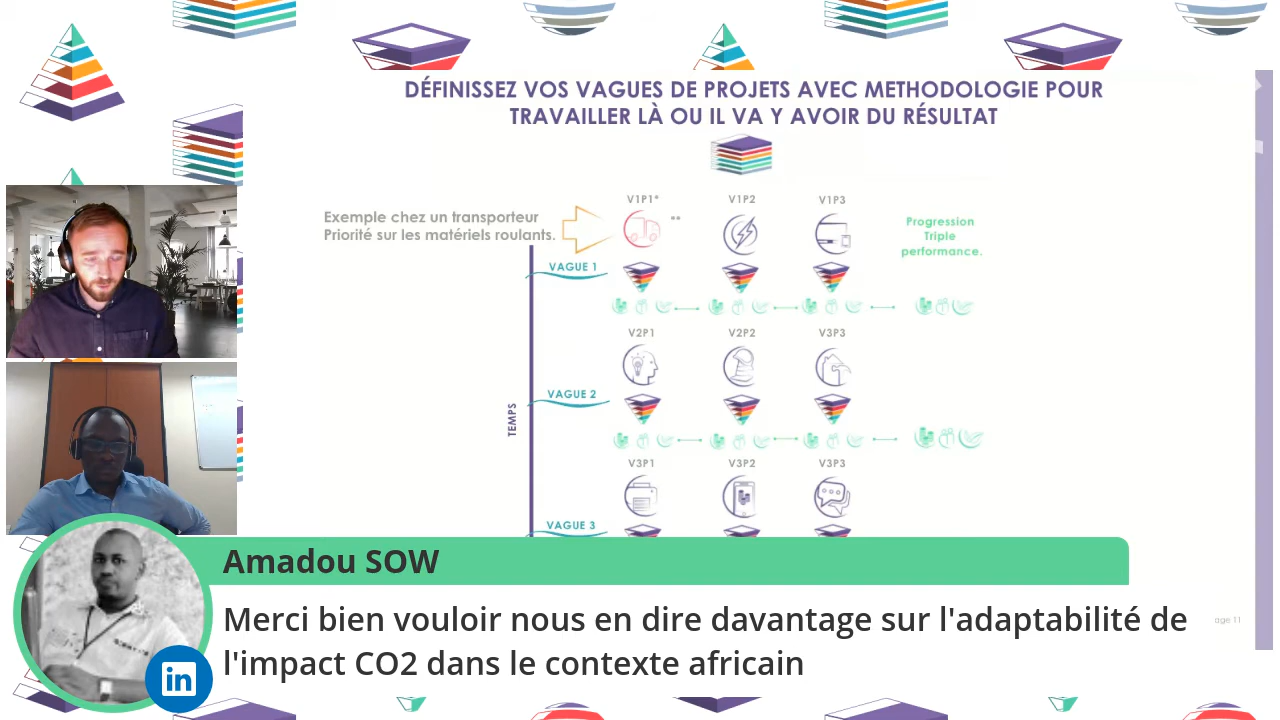 DÉFINISSEZ VOS VAGUES DE PROJETS AVEC METHODOLOGIE POUR
TRAVAILLER LÀ OU IL VA Y AVOIR DU RÉSULTAT
Exemple chez un transporteur
Priorité sur les matériels roulants.
V1P1*
**
V1P2
V1P3
Progression
Triple
performance.
VAGUE 1
V2P1
V2P2
V3P3
VAGUE 2
TEMPS
V3P1
V3P2
V3P3
VAGUE 3
Amadou SOW
Merci bien vouloir nous en dire davantage sur l'adaptabilité de
l'impact CO2 dans le contexte africain
in
age 11